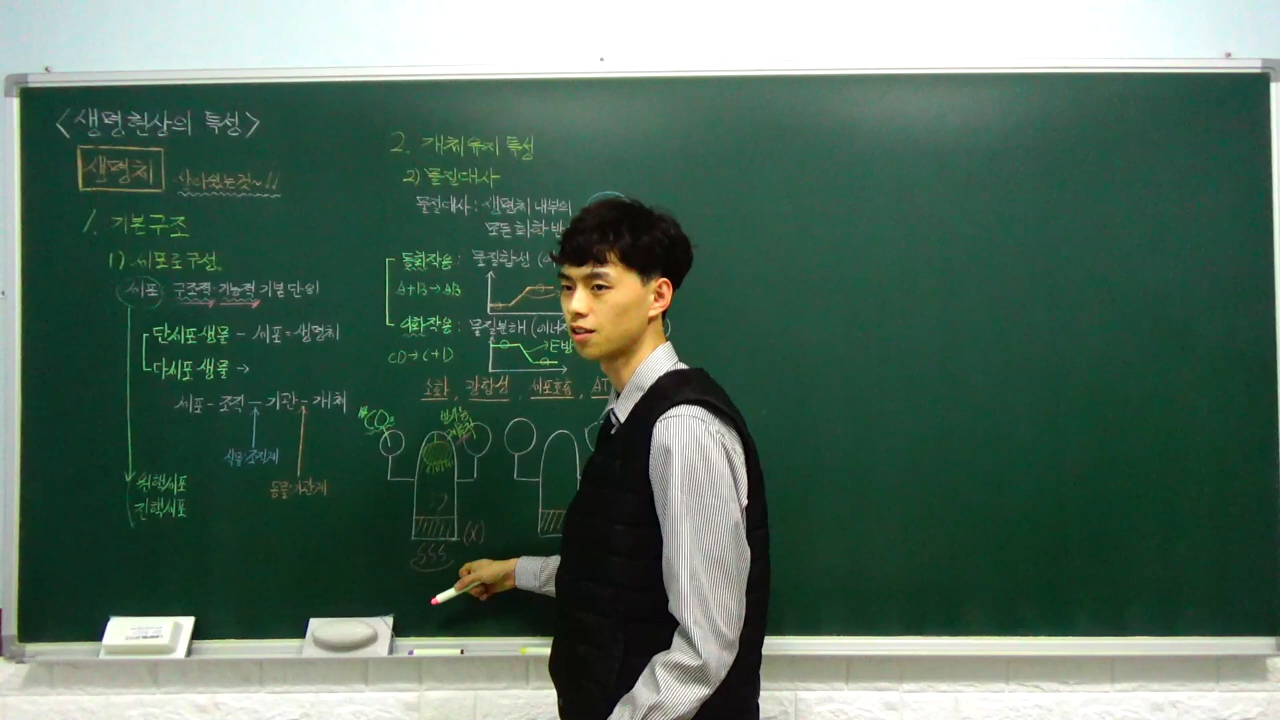 <생명현상의 특성>
생명체 살아있는것~!!
1. 기본구조
1) 세포로 구성
세포 구조적·기능적 기본단위
단세포생물 - 세포=생명체
다세포생물 →
세포-조직-기관-개체
식물:조직계
동물:기관계
원핵세포
진핵세포
2. 개체유지 특성
2) 물질대사
물질대사: 생명체 내부의
모든 화학 반
동화작용: 물질합성 (에
A+B→AB
이화작용: 물질분해 (에너지
CD→C+D
E방
소화, 광합성, 세포호흡, AT
CO₂
(X)